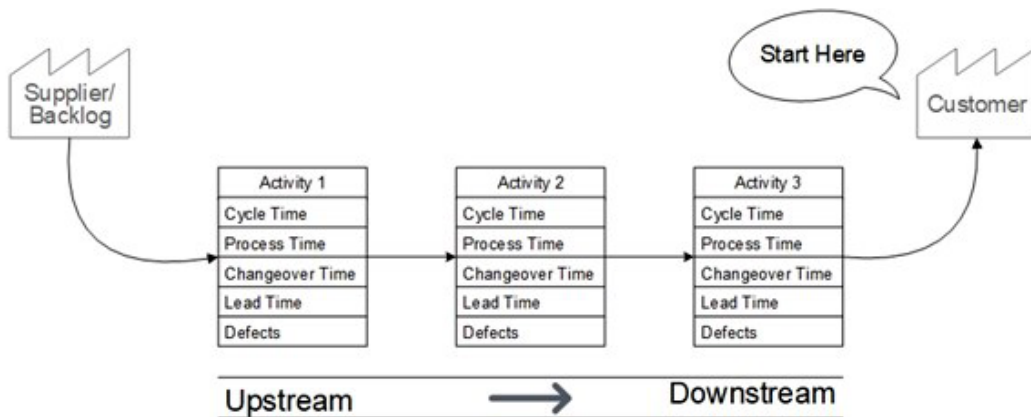 Start Here
Supplier/
Backlog
Customer
Activity 1
Cycle Time
Process Time
Changeover Time
Lead Time
Defects
Activity 2
Cycle Time
Process Time
Changeover Time
Lead Time
Defects
Activity 3
Cycle Time
Process Time
Changeover Time
Lead Time
Defects
Upstream
Downstream